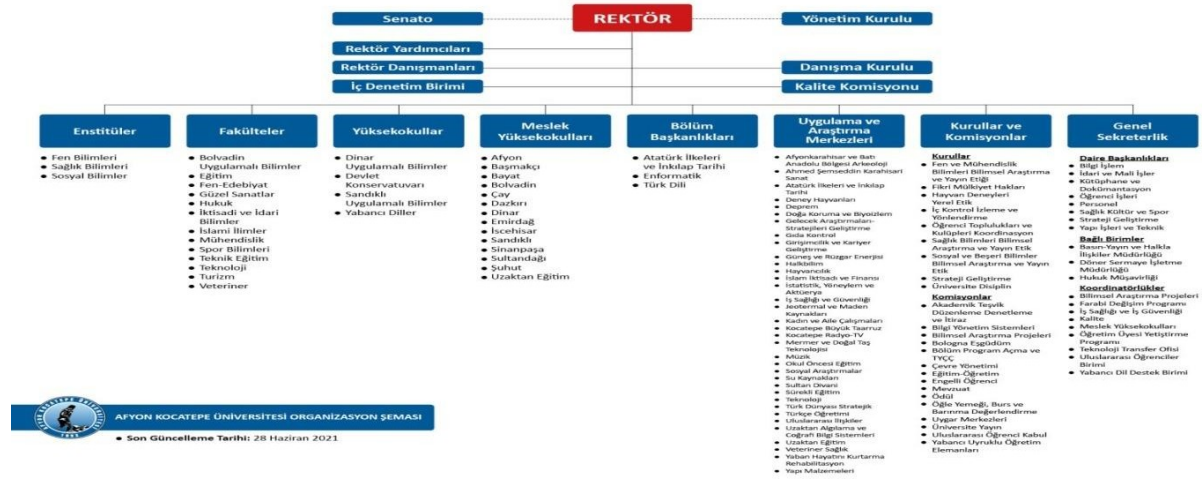 Senato
REKTÖR
Yönetim Kurulu
Rektör Yardımcıları
Rektör Danışmanları
Danışma Kurulu
İç Denetim Birimi
Kalite Komisyonu
Enstitüler
• Fen Bilimleri
• Sağlık Bilimleri
• Sosyal Bilimler
Fakülteler
• Bolvadin
Uygulamalı Bilimler
• Eğitim
• Fen-Edebiyat
• Güzel Sanatlar
• Hukuk
• İktisadi ve İdari
Bilimler
• İslami İlimler
• Mühendislik
• Spor Bilimleri
• Teknik Eğitim
• Teknoloji
• Turizm
• Veteriner
Yüksekokullar
• Dinar
Uygulamalı Bilimler
• Devlet
Konservatuvarı
• Sandıklı
Uygulamalı Bilimler
• Yabancı Diller
Meslek
Yüksekokulları
• Afyon
• Başmakçı
• Bayat
• Bolvadin
• Çay
• Dazkırı
• Dinar
• Emirdağ
• İscehisar
• Sandıklı
• Sinanpaşa
• Sultandağı
• Şuhut
• Uzaktan Eğitim
Bölüm
Başkanlıkları
• Atatürk İlkeleri
ve İnkılap Tarihi
• Enformatik
• Türk Dili
Uygulama ve
Araştırma
Merkezleri
• Afyonkarahisar ve Batı
Anadolu Bölgesi Arkeoloji
• Ahmed Şemseddin Karahisari
Sanat
• Atatürk İlkeleri ve İnkılap
Tarihi
• Deney Hayvanları
• Deprem
• Doğa Koruma ve Biyoizlem
• Gelecek Araştırmaları-
Stratejileri Geliştirme
• Gıda Kontrol
• Girişimcilik ve Kariyer
Geliştirme
• Güneş ve Rüzgar Enerjisi
• Halkbilim
• Hayvancılık
• İslam İktisadi ve Finansı
• İstatistik, Yöneylem ve
Aktüerya
• İş Sağlığı ve Güvenliği
• Jeotermal ve Maden
Kaynakları
• Kadın ve Aile Çalışmaları
• Kocatepe Büyük Taarruz
• Kocatepe Radyo-TV
• Mermer ve Doğal Taş
Teknolojisi
• Müzik
• Okul Öncesi Eğitim
• Sosyal Araştırmalar
• Su Kaynakları
• Sultan Divani
• Sürekli Eğitim
• Teknoloji
• Türk Dünyası Stratejik
• Türkçe Öğretimi
• Uluslararası İlişkiler
• Uzaktan Algılama ve
Coğrafi Bilgi Sistemleri
• Uzaktan Eğitim
• Veteriner Sağlık
• Yaban Hayatını Kurtarma
Rehabilitasyon
• Yapı Malzemeleri
Kurullar ve
Komisyonlar
Kurullar
• Fen ve Mühendislik
Bilimleri Bilimsel Araştırma
ve Yayın Etiği
• Fikri Mülkiyet Hakları
• Hayvan Deneyleri
Yerel Etik
• İç Kontrol İzleme ve
Yönlendirme
• Öğrenci Toplulukları ve
Kulüpleri Koordinasyon
• Sağlık Bilimleri Bilimsel
Araştırma ve Yayın Etik
• Sosyal ve Beşeri Bilimler
Bilimsel Araştırma ve Yayın
Etik
• Strateji Geliştirme
• Üniversite Disiplin
Komisyonlar
• Akademik Teşvik
Düzenleme Denetleme
ve İtiraz
• Bilgi Yönetim Sistemleri
• Bilimsel Araştırma Projeleri
• Bologna Eşgüdüm
• Bölüm Program Açma ve
TYÇÇ
• Çevre Yönetimi
• Eğitim-Öğretim
• Engelli Öğrenci
• Mevzuat
• Ödül
• Öğle Yemeği, Burs ve
Barınma Değerlendirme
• Uygar Merkezleri
• Üniversite Yayın
• Uluslararası Öğrenci Kabul
• Yabancı Uyruklu Öğretim
Elemanları
Genel
Sekreterlik
Daire Başkanlıkları
• Bilgi İşlem
• İdari ve Mali İşler
• Kütüphane ve
Dokümantasyon
• Öğrenci İşleri
• Personel
• Sağlık Kültür ve Spor
• Strateji Geliştirme
• Yapı İşleri ve Teknik
Bağlı Birimler
• Basın-Yayın ve Halkla
İlişkiler Müdürlüğü
• Döner Sermaye İşletme
Müdürlüğü
• Hukuk Müşavirliği
Koordinatörlükler
• Bilimsel Araştırma Projeleri
• Farabi Değişim Programı
• İş Sağlığı ve İş Güvenliği
• Kalite
• Meslek Yüksekokulları
• Öğretim Üyesi Yetiştirme
Programı
• Teknoloji Transfer Ofisi
• Uluslararası Öğrenciler
Birimi
• Yabancı Dil Destek Birimi
AFYON KOCATEPE ÜNİVERSİTESİ ORGANİZASYON ŞEMASI
• Son Güncelleme Tarihi: 28 Haziran 2021